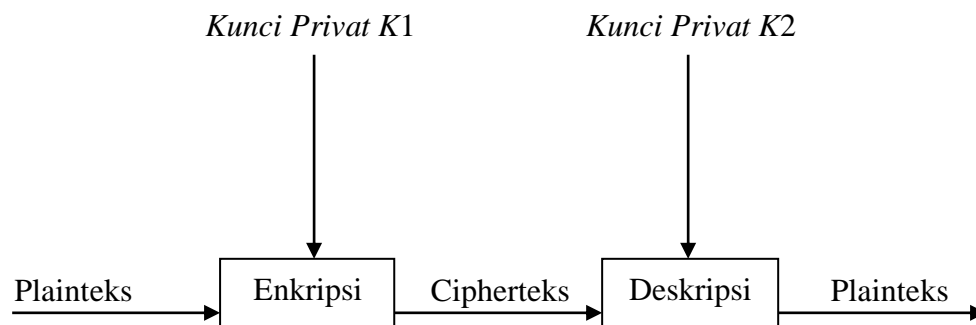 Kunci Privat K1 Kunci Privat K2
Plainteks Enkripsi Cipherteks Deskripsi Plainteks